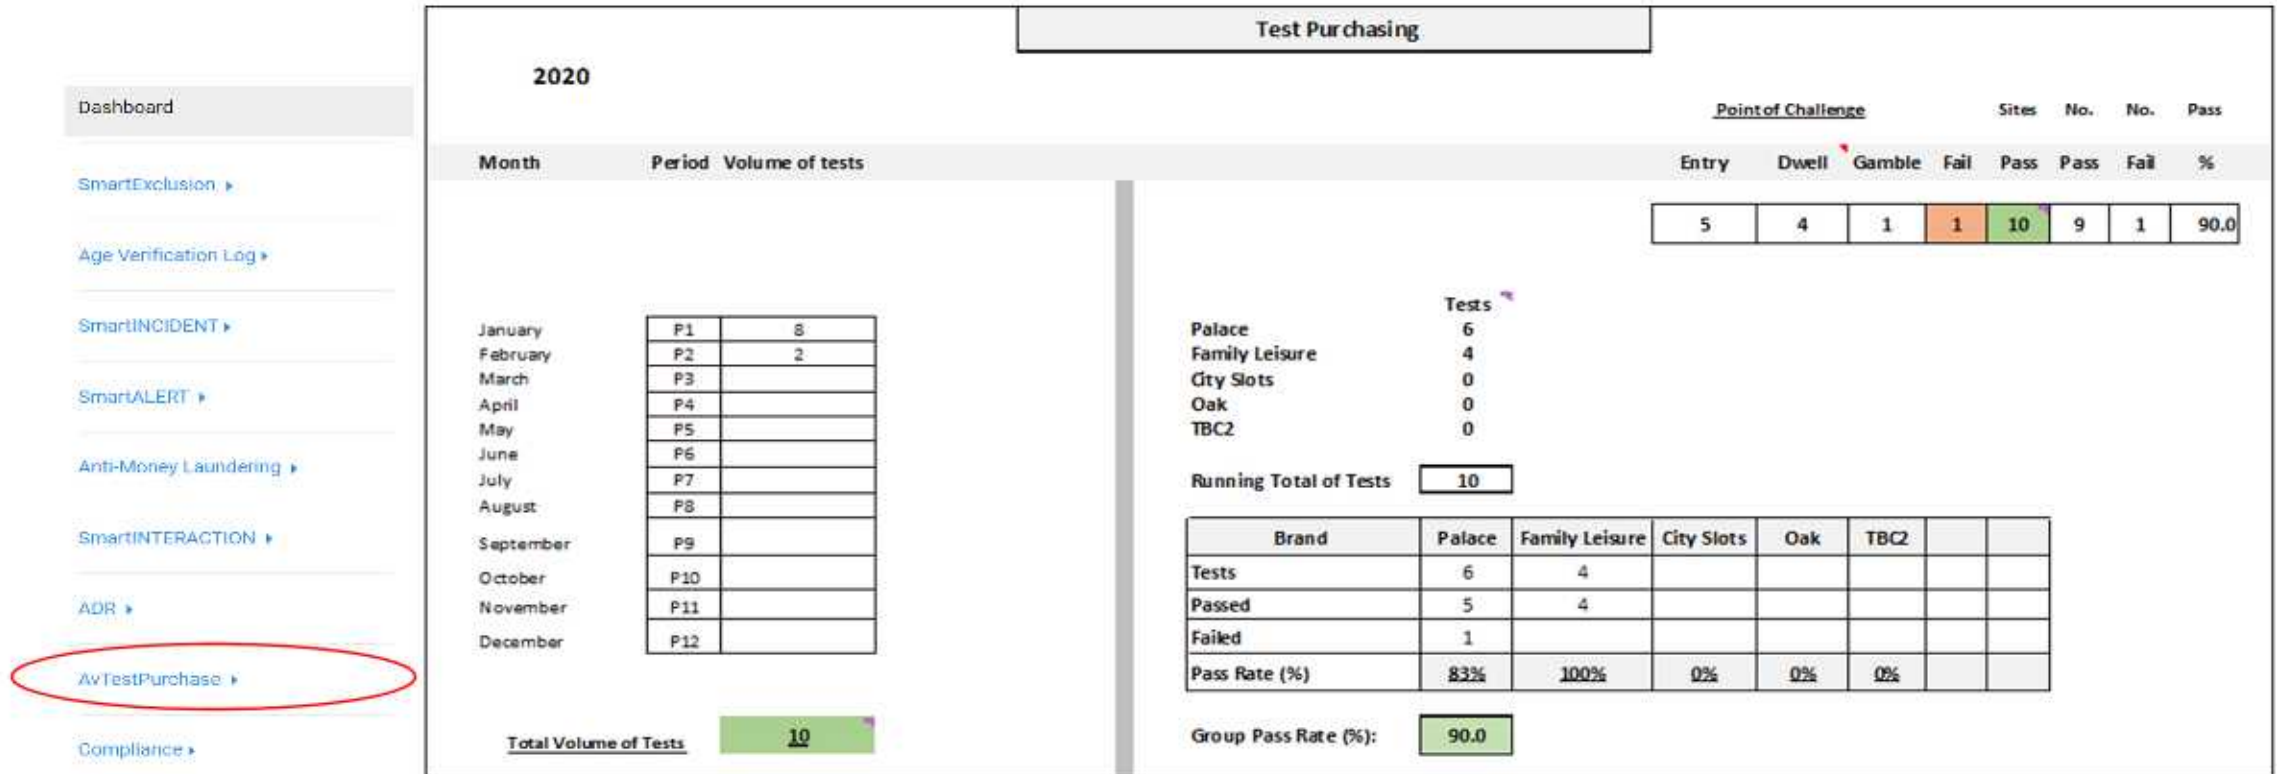 Test Purchasing
2020
Dashboard
SmartExclusion
Age Verification Log
SmartINCIDENT
SmartALERT
Anti-Money Laundering
SmartINTERACTION
ADR
AvTestPurchase
Compliance
Point of Challenge Sites No. No. Pass
Month Period Volume of tests Entry Dwell Gamble Fail Pass Pass Fail %
5 4 1 1 10 9 1 90.0
January P1 8
February P2 2
March P3
April P4
May P5
June P6
July P7
August P8
September P9
October P10
November P11
December P12
Total Volume of Tests 10
Tests
Palace 6
Family Leisure 4
City Slots 0
Oak 0
TBC2 0
Running Total of Tests 10
Brand Palace Family Leisure City Slots Oak TBC2
Tests 6 4
Passed 5 4
Failed 1
Pass Rate (%) 83% 100% 0% 0% 0%
Group Pass Rate (%): 90.0